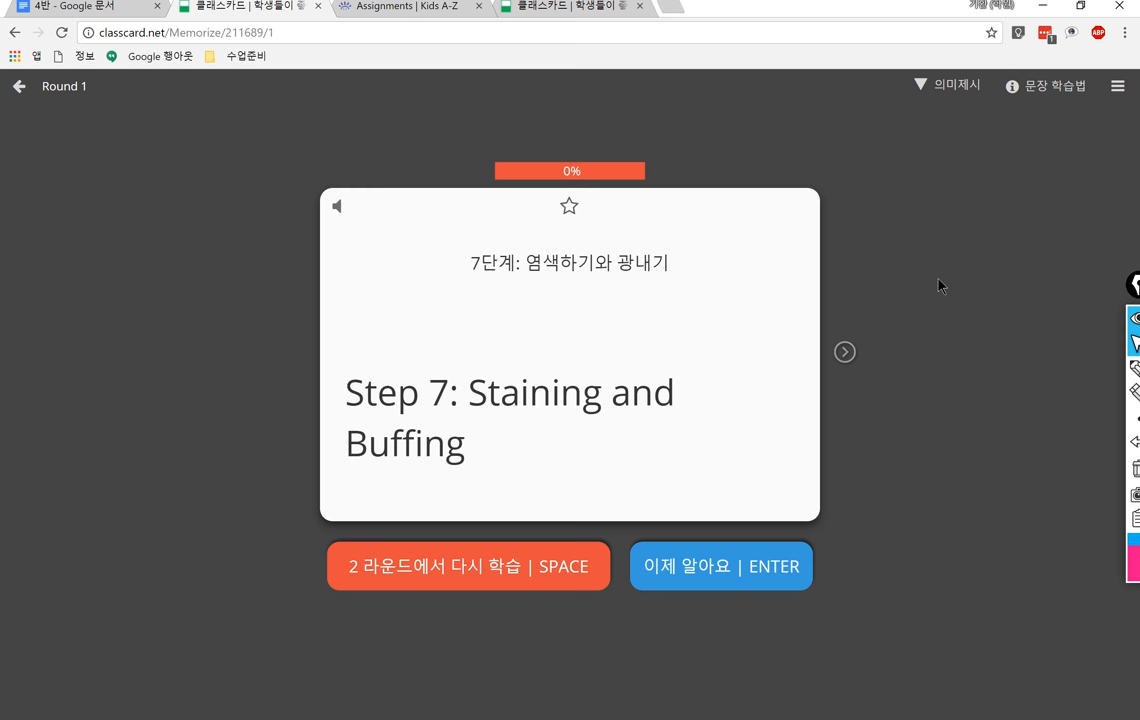 4반 - Google 문서
클래스카드 | 학생들이 좋
Assignments | Kids A-Z
클래스카드 | 학생들이 좋
classcard.net/Memorize/211689/1
1
ABP
앱
정보
Google 행아웃
수업준비
Round 1
의미제시
문장 학습법
0%
7단계: 염색하기와 광내기
Step 7: Staining and
Buffing
2 라운드에서 다시 학습 | SPACE
이제 알아요 | ENTER